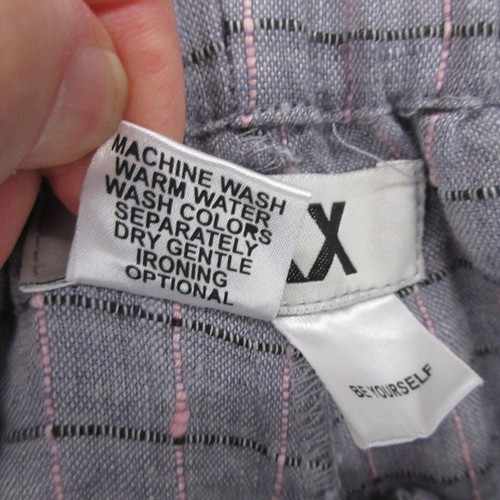 MACHINE WASH
WARM WATER
WASH COLORS
SEPARATELY
DRY GENTLE
IRONING
OPTIONAL
X
BE YOURSELF